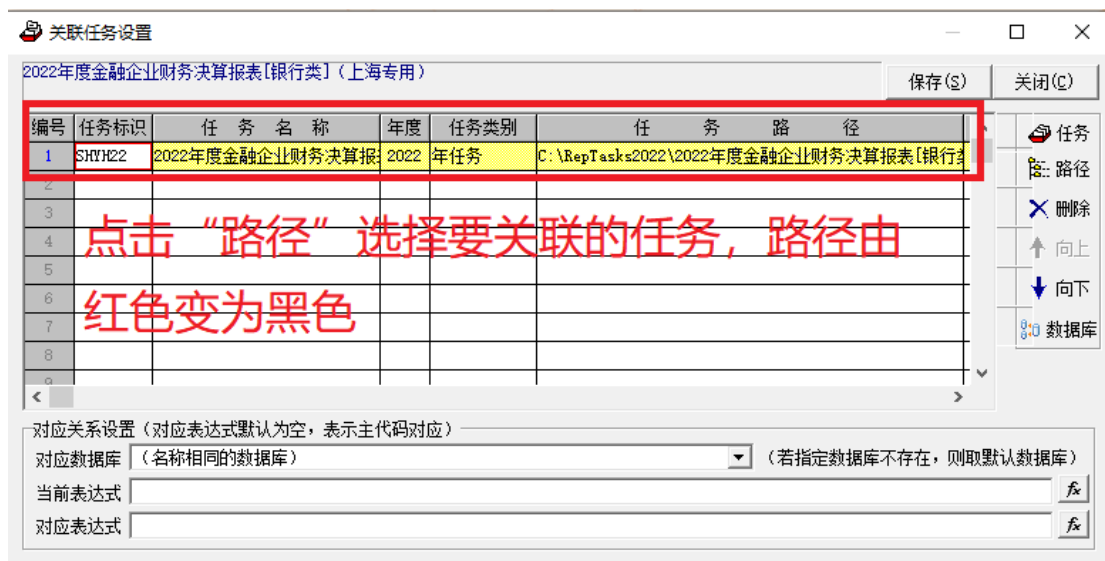 关联任务设置
2022年度金融企业财务决算报表[银行类]（上海专用）
保存(S) 关闭(C)
编号 任务标识 任 务 名 称 年度 任务类别 任 务 路 径
1 SHYH22 2022年度金融企业财务决算报 2022 年任务 C:\RepTasks2022\2022年度金融企业财务决算报表[银行类
2
3
4
5
6
7
8
9
点击“路径”选择要关联的任务，路径由
红色变为黑色
任务
路径
删除
向上
向下
数据库
对应关系设置（对应表达式默认为空，表示主代码对应）
对应数据库 （名称相同的数据库） （若指定数据库不存在，则取默认数据库）
当前表达式 fx
对应表达式 fx